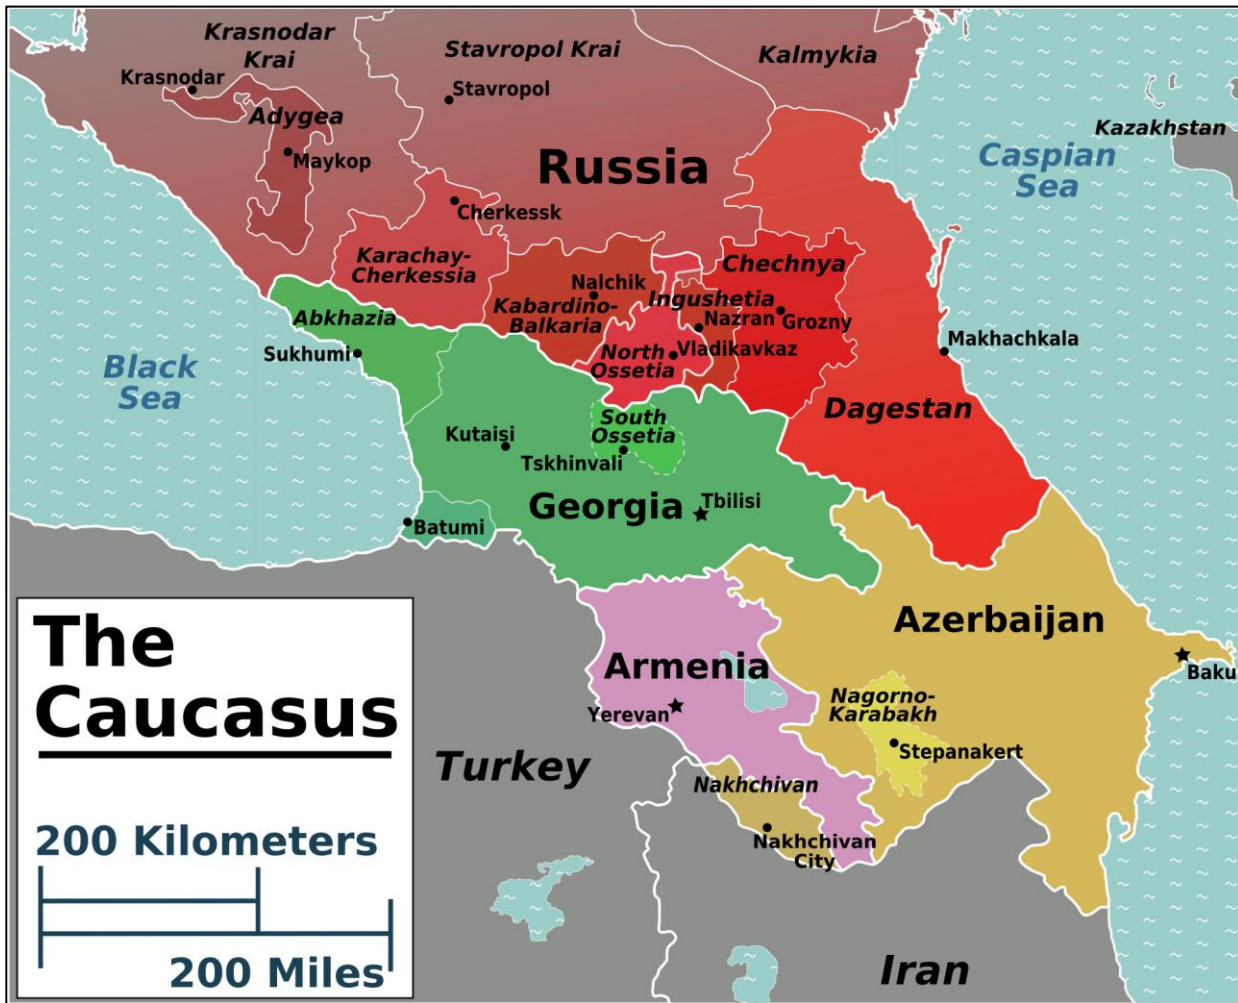 Krasnodar
Krai
Stavropol Krai
Kalmykia
Krasnodar
Stavropol
Adygea
Kazakhstan
Maykop
Russia
Caspian
Sea
Cherkessk
Karachay-
Cherkessia
Chechnya
Nalchik
Kabardino-
Balkaria
Ingushetia
Nazran
Grozny
Abkhazia
Sukhumi
North
Ossetia
Vladikavkaz
Makhachkala
Black
Sea
Dagestan
South
Ossetia
Kutaisi
Tskhinvali
Georgia
Tbilisi
Batumi
Azerbaijan
The
Caucasus
Armenia
Baku
Nagorno-
Karabakh
Yerevan
Stepanakert
Turkey
Nakhchivan
Nakhchivan
City
200 Kilometers
200 Miles
Iran